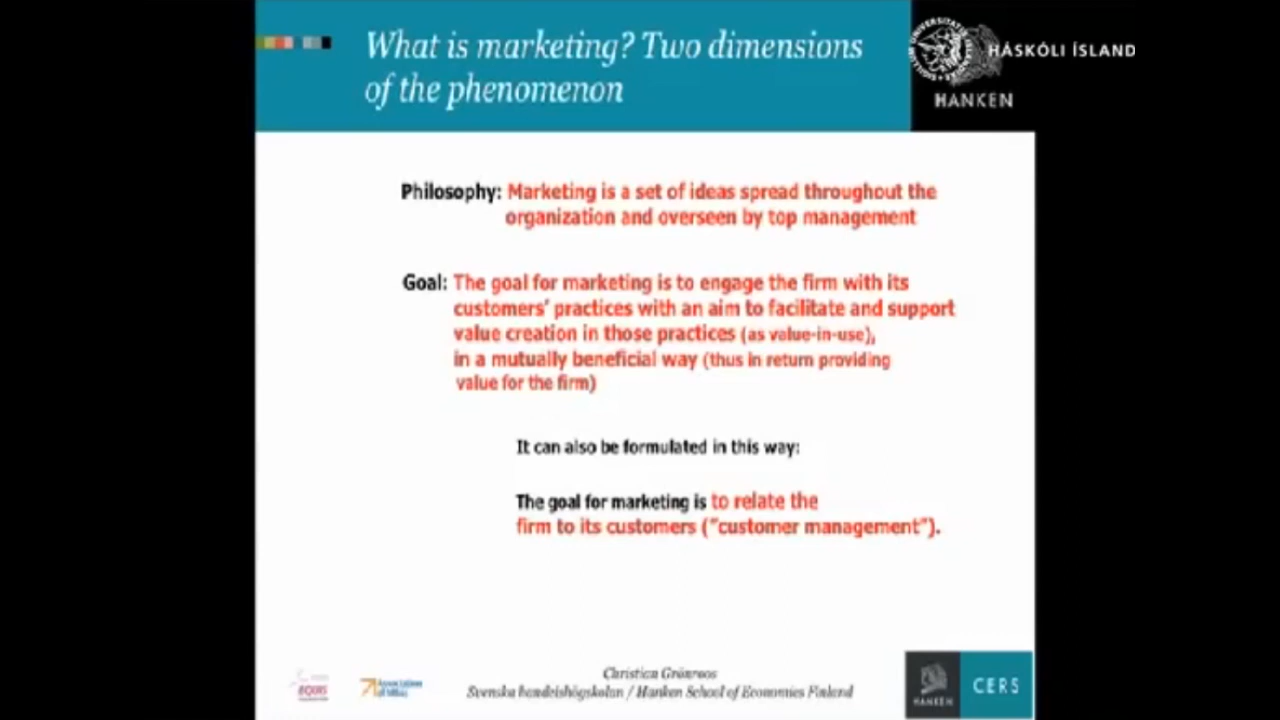 What is marketing? Two dimensions
of the phenomenon
HÁSKÓLI ÍSLAND
HANKEN
Philosophy: Marketing is a set of ideas spread throughout the
organization and overseen by top management
Goal: The goal for marketing is to engage the firm with its
customers' practices with an aim to facilitate and support
value creation in those practices (as value-in-use),
in a mutually beneficial way (thus in return providing
value for the firm)
It can also be formulated in this way:
The goal for marketing is to relate the
firm to its customers ("customer management").
EQUIS
Association
of MBAs
Christian Grönroos
Svenska handelshögskolan / Hanken School of Economics Finland
HANKEN
CERS